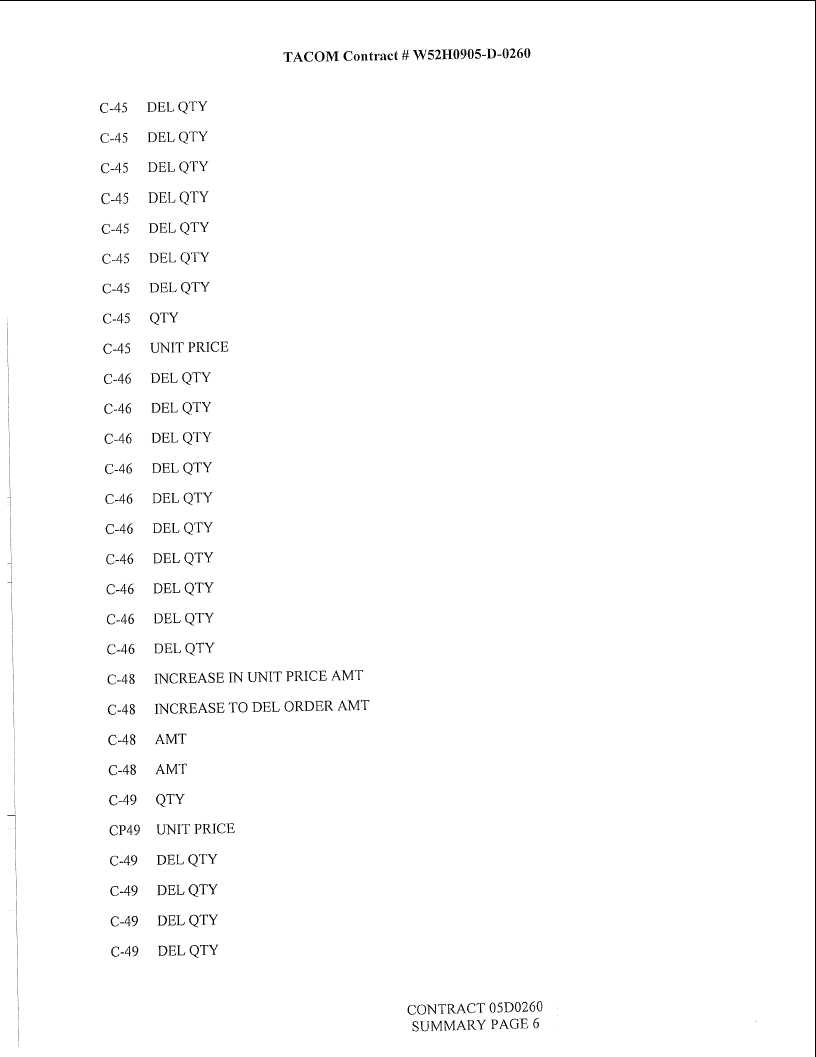 TACOM Contract # W52H0905-D-0260
C-45 DEL QTY
C-45 DEL QTY
C-45 DEL QTY
C-45 DEL QTY
C-45 DEL QTY
C-45 DEL QTY
C-45 DEL QTY
C-45 QTY
C-45 UNIT PRICE
C-46 DEL QTY
C-46 DEL QTY
C-46 DEL QTY
C-46 DEL QTY
C-46 DEL QTY
C-46 DEL QTY
C-46 DEL QTY
C-46 DEL QTY
C-46 DEL QTY
C-46 DEL QTY
C-48 INCREASE IN UNIT PRICE AMT
C-48 INCREASE TO DEL ORDER AMT
C-48 AMT
C-48 AMT
C-49 QTY
CP49 UNIT PRICE
C-49 DEL QTY
C-49 DEL QTY
C-49 DEL QTY
C-49 DEL QTY
CONTRACT 05D0260
SUMMARY PAGE 6